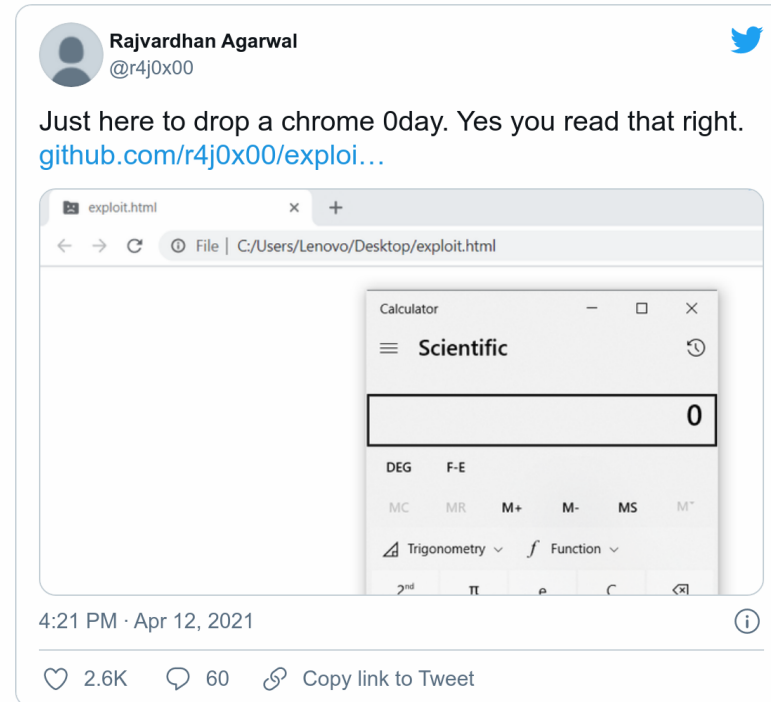 Rajvardhan Agarwal
@r4j0x00
Just here to drop a chrome 0day. Yes you read that right.
github.com/r4j0x00/exploi…
exploit.html
File | C:/Users/Lenovo/Desktop/exploit.html
Calculator
Scientific
0
DEG F-E
MC MR M+ M- MS M˅
Trigonometry f Function
2nd π e C
4:21 PM · Apr 12, 2021
2.6K 60 Copy link to Tweet